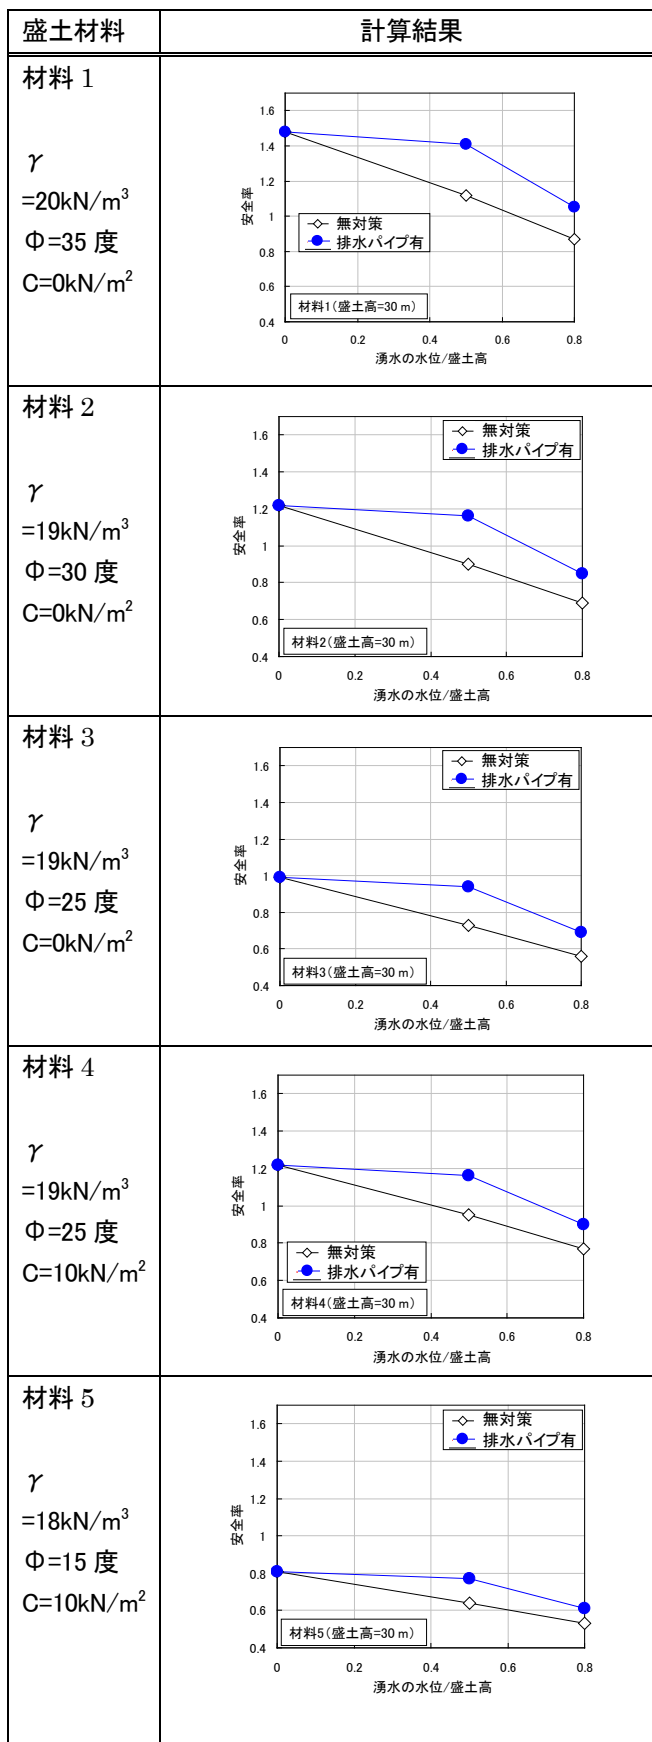 盛土材料 計算結果
材料 1
γ
=20kN/m³
Φ=35 度
C=0kN/m²
1.6
1.4
1.2
1
0.8
0.6
0.4
安全率
無対策
排水パイプ有
材料1(盛土高=30 m)
0 0.2 0.4 0.6 0.8
湧水の水位/盛土高
材料 2
γ
=19kN/m³
Φ=30 度
C=0kN/m²
1.6
1.4
1.2
1
0.8
0.6
0.4
安全率
無対策
排水パイプ有
材料2(盛土高=30 m)
0 0.2 0.4 0.6 0.8
湧水の水位/盛土高
材料 3
γ
=19kN/m³
Φ=25 度
C=0kN/m²
1.6
1.4
1.2
1
0.8
0.6
0.4
安全率
無対策
排水パイプ有
材料3(盛土高=30 m)
0 0.2 0.4 0.6 0.8
湧水の水位/盛土高
材料 4
γ
=19kN/m³
Φ=25 度
C=10kN/m²
1.6
1.4
1.2
1
0.8
0.6
0.4
安全率
無対策
排水パイプ有
材料4(盛土高=30 m)
0 0.2 0.4 0.6 0.8
湧水の水位/盛土高
材料 5
γ
=18kN/m³
Φ=15 度
C=10kN/m²
1.6
1.4
1.2
1
0.8
0.6
0.4
安全率
無対策
排水パイプ有
材料5(盛土高=30 m)
0 0.2 0.4 0.6 0.8
湧水の水位/盛土高